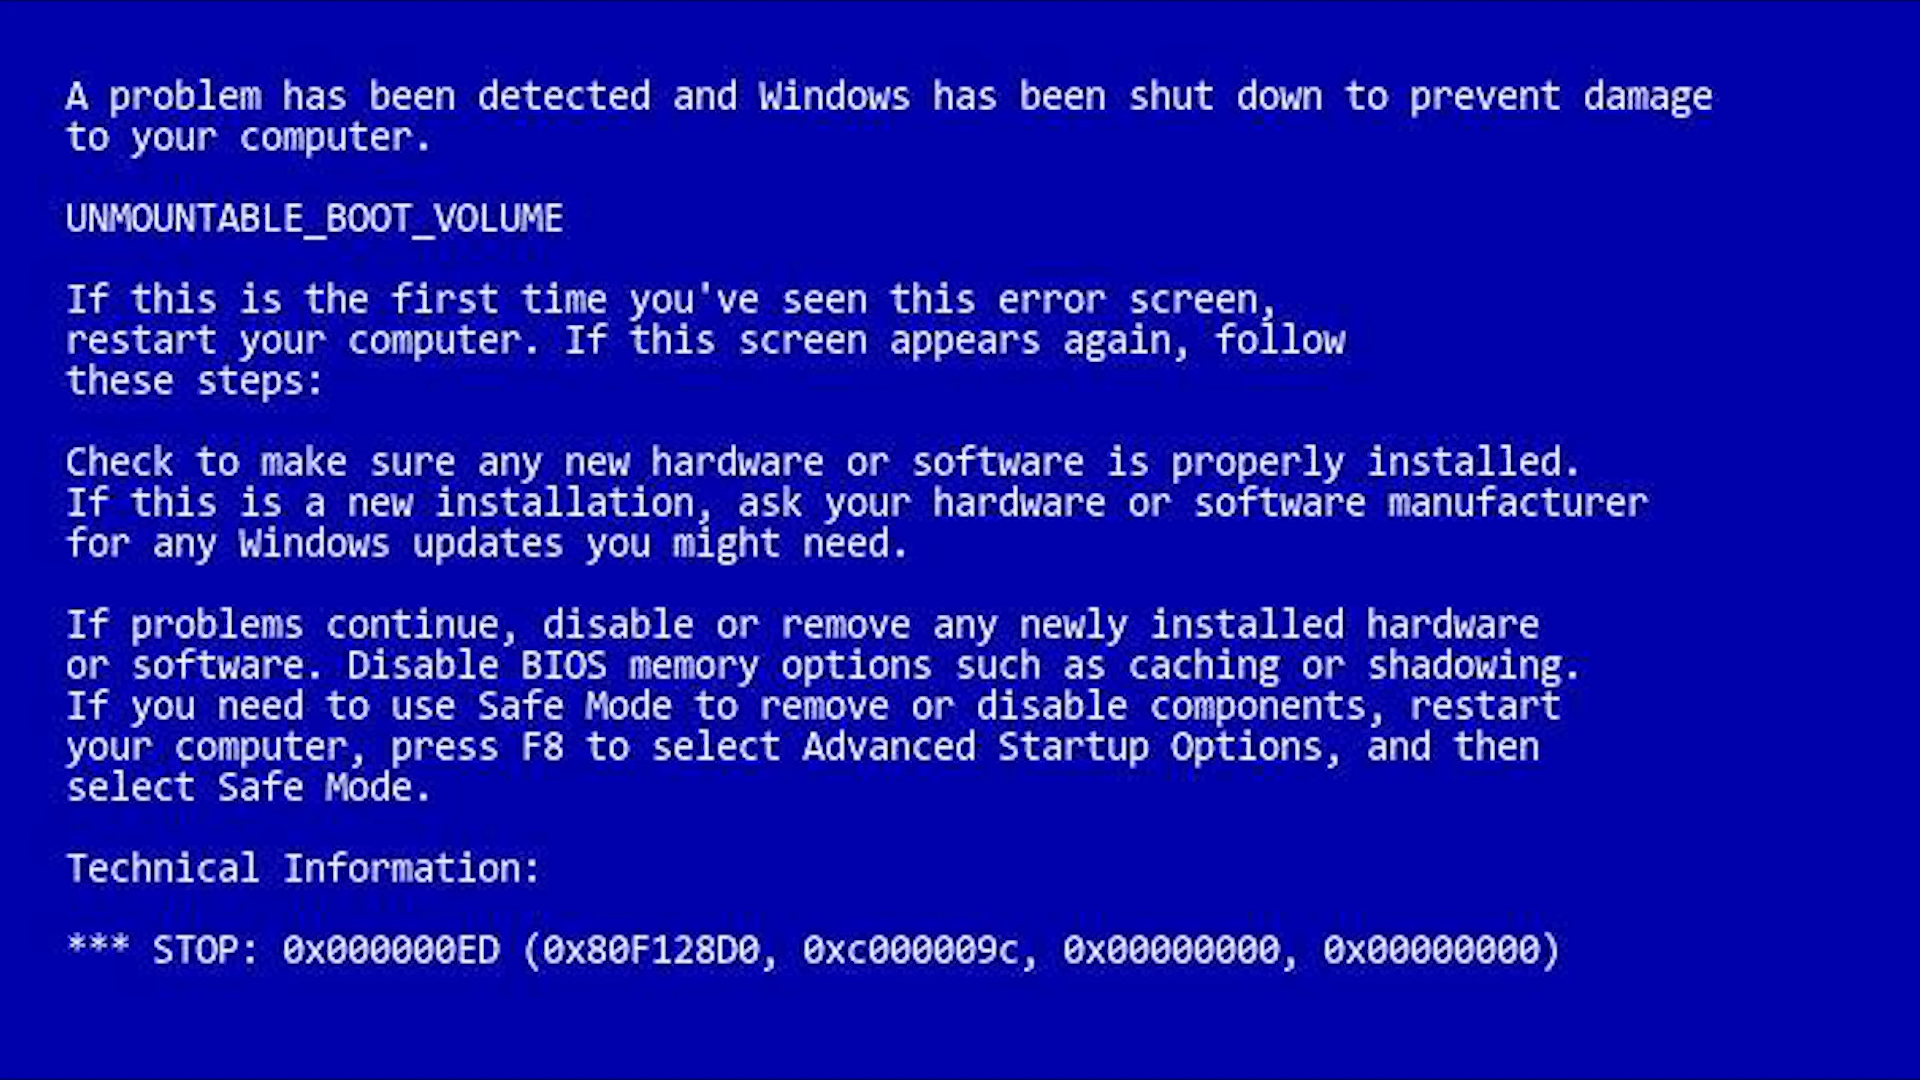 A problem has been detected and Windows has been shut down to prevent damage
to your computer.
UNMOUNTABLE_BOOT_VOLUME
If this is the first time you've seen this error screen,
restart your computer. If this screen appears again, follow
these steps:
Check to make sure any new hardware or software is properly installed.
If this is a new installation, ask your hardware or software manufacturer
for any Windows updates you might need.
If problems continue, disable or remove any newly installed hardware
or software. Disable BIOS memory options such as caching or shadowing.
If you need to use Safe Mode to remove or disable components, restart
your computer, press F8 to select Advanced Startup Options, and then
select Safe Mode.
Technical Information:
*** STOP: 0x000000ED (0x80F128D0, 0xc000009c, 0x00000000, 0x00000000)